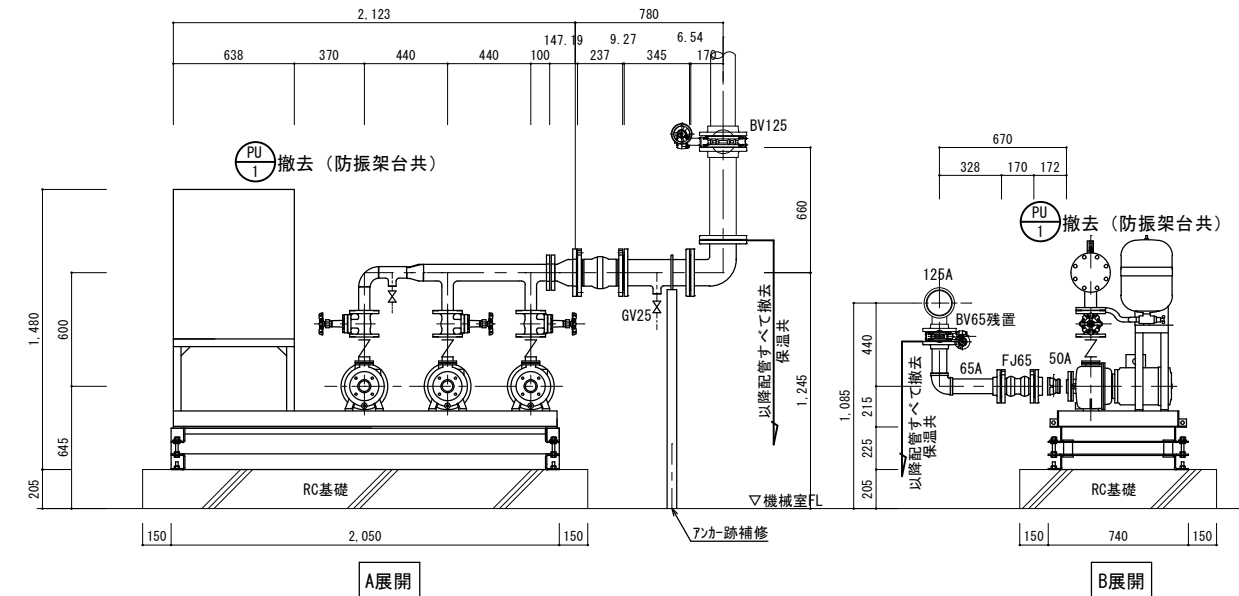 2,123
780
147.19
9.27
6.54
638
370
440
440
100
237
345
170
BV125
PU
1
撤去（防振架台共）
660
1,480
600
645
205
GV25
以降配管すべて撤去
保温共
1,245
RC基礎
▽機械室FL
アンカー跡補修
150
2,050
150
A展開
670
328
170
172
PU
1
撤去（防振架台共）
125A
BV65残置
65A
FJ65
50A
440
1,085
215
225
205
以降配管すべて撤去
保温共
RC基礎
150
740
150
B展開